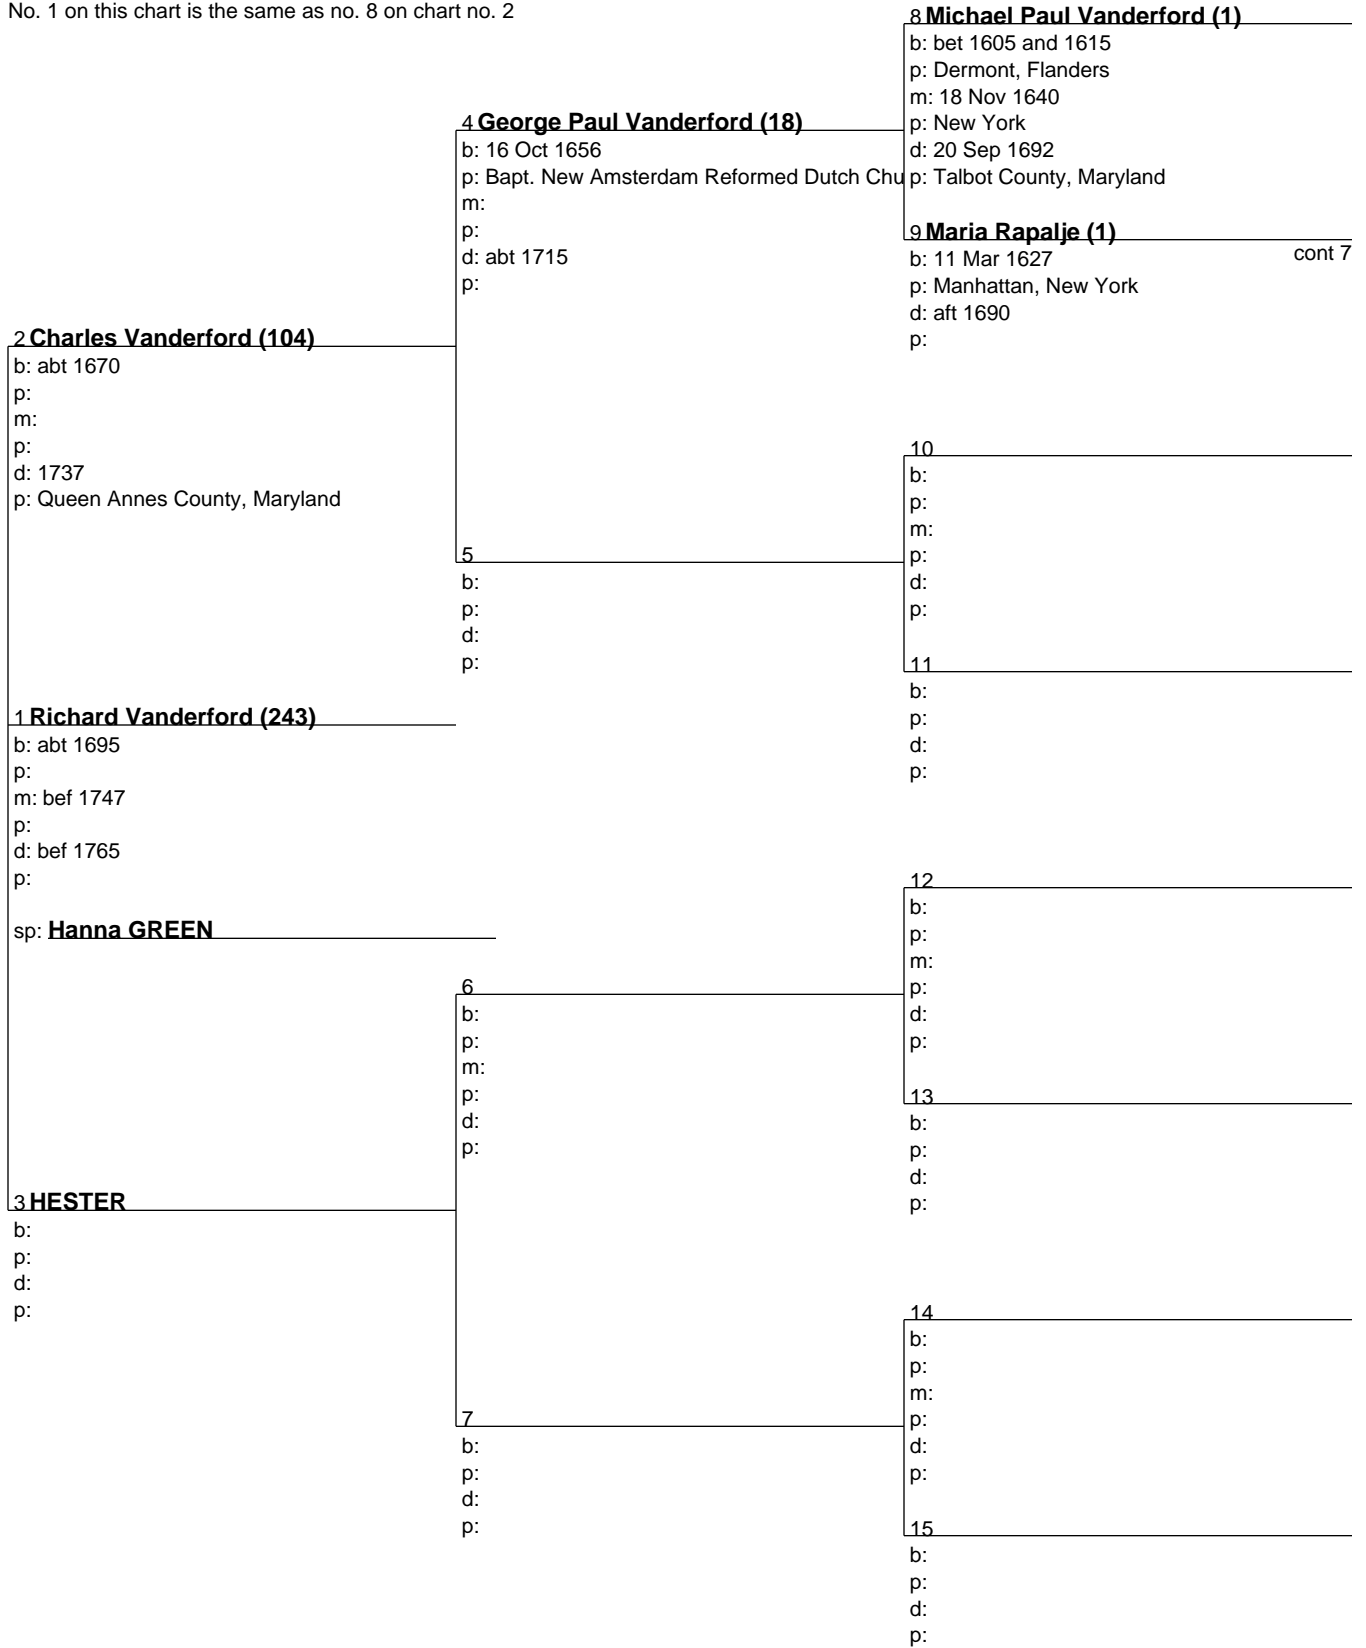 No. 1 on this chart is the same as no. 8 on chart no. 2
8 Michael Paul Vanderford (1)
b: bet 1605 and 1615
p: Dermont, Flanders
m: 18 Nov 1640
p: New York
d: 20 Sep 1692
p: Talbot County, Maryland
4 George Paul Vanderford (18)
b: 16 Oct 1656
p: Bapt. New Amsterdam Reformed Dutch Chu
m:
p:
d: abt 1715
p:
9 Maria Rapalje (1)
cont 7
b: 11 Mar 1627
p: Manhattan, New York
d: aft 1690
p:
2 Charles Vanderford (104)
b: abt 1670
p:
m:
p:
d: 1737
p: Queen Annes County, Maryland
10
b:
p:
m:
p:
d:
p:
5
b:
p:
d:
p:
11
b:
p:
d:
p:
1 Richard Vanderford (243)
b: abt 1695
p:
m: bef 1747
p:
d: bef 1765
p:
sp: Hanna GREEN
12
b:
p:
m:
p:
d:
p:
6
b:
p:
m:
p:
d:
p:
13
b:
p:
d:
p:
3 HESTER
b:
p:
d:
p:
14
b:
p:
m:
p:
d:
p:
7
b:
p:
d:
p:
15
b:
p:
d:
p: